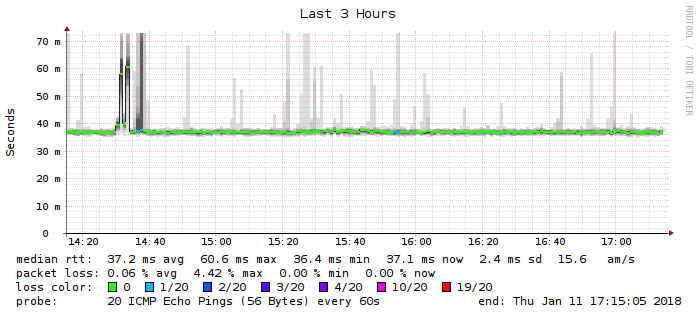 Last 3 Hours
RRDTOOL / TOBI OETIKER
Seconds
70 m
60 m
50 m
40 m
30 m
20 m
10 m
0
14:20 14:40 15:00 15:20 15:40 16:00 16:20 16:40 17:00
median rtt: 37.2 ms avg 60.6 ms max 36.4 ms min 37.1 ms now 2.4 ms sd 15.6 am/s
packet loss: 0.06 % avg 4.42 % max 0.00 % min 0.00 % now
loss color: 0 1/20 2/20 3/20 4/20 10/20 19/20
probe: 20 ICMP Echo Pings (56 Bytes) every 60s end: Thu Jan 11 17:15:05 2018